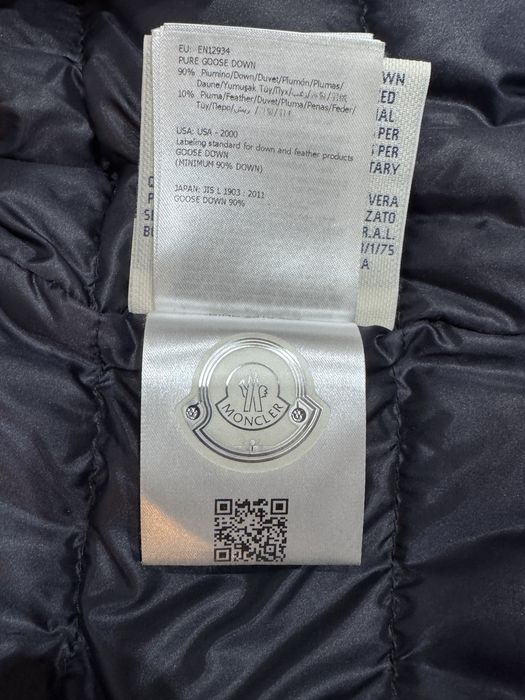 EU: EN12934
PURE GOOSE DOWN
90% Piumino/Down/Duvet/Plumón/Plumas/
Daune/Yumuşak Tüy/Пух/
10% Piuma/Feather/Duvet/Pluma/Penas/Feder/
Tüy/Перо/
USA: USA - 2000
Labeling standard for down and feather products
GOOSE DOWN
(MINIMUM 90% DOWN)
JAPAN: JIS L 1903 : 2011
GOOSE DOWN 90%
WN
ED
IAL
PER
PER
TARY
VERA
ZATO
R.A.L.
/1/75
A
MONCLER